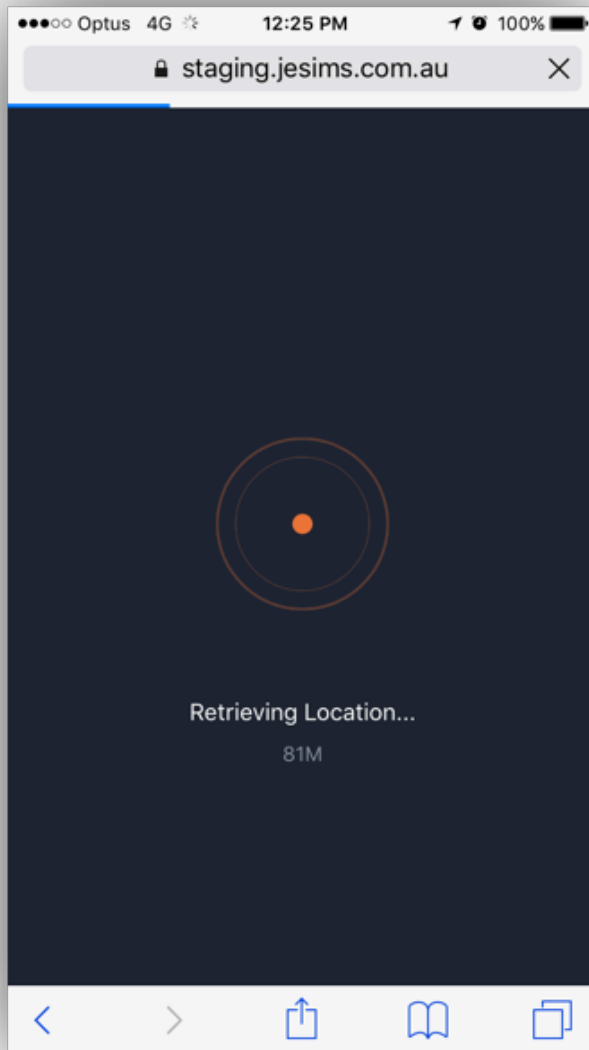 Optus 4G 12:25 PM 100%
staging.jesims.com.au
Retrieving Location...
81M